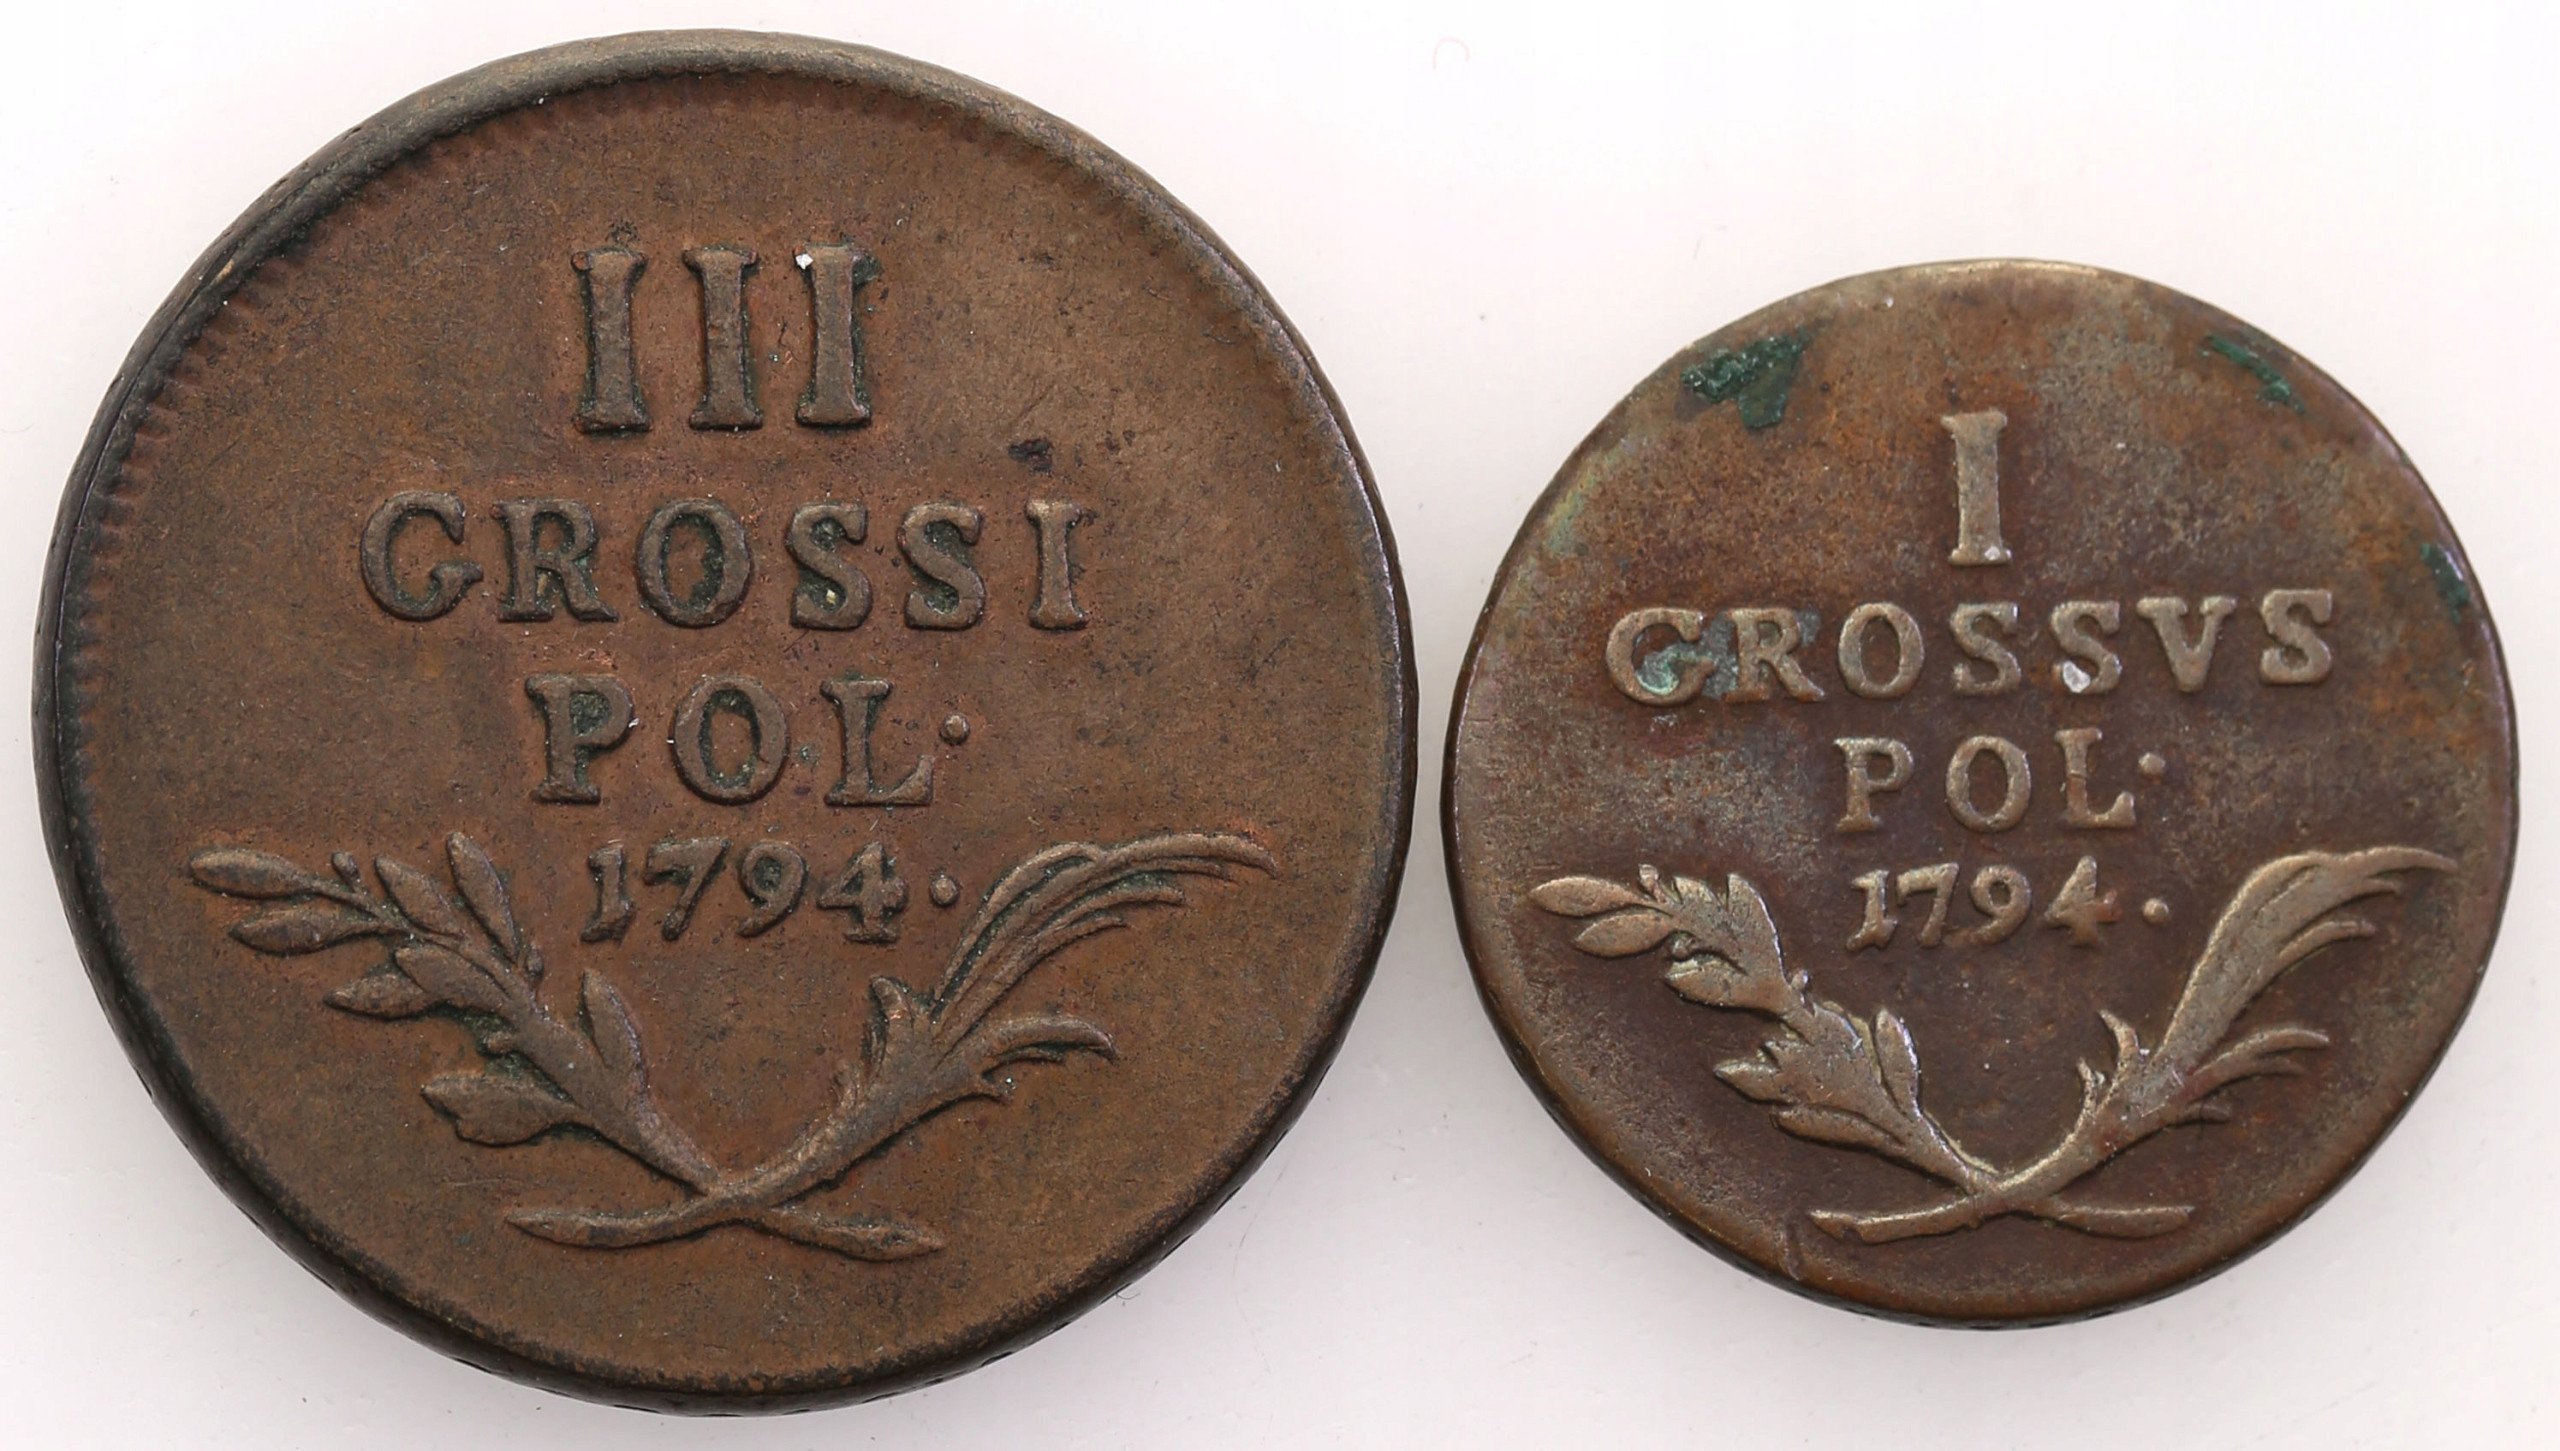 III
GROSSI
POL·
1794·
I
GROSSVS
POL·
1794·